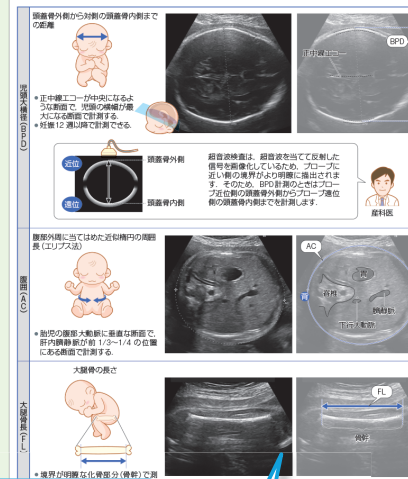 児頭大横径(BPD)
頭蓋骨外側から対側の頭蓋骨内側まで
の距離
● 正中線エコーが中央になるよ
うな断面で，児頭の横幅が最
大になる断面で計測する．
● 妊娠12週以降で計測できる．
BPD
正中線エコー
近位
遠位
頭蓋骨外側
頭蓋骨内側
超音波検査は，超音波を当てて反射した
信号を画像化しているため，プローブに
近い側の境界がより明瞭に描出されま
す．そのため，BPD計測のときはプロー
ブ近位側の頭蓋骨外側からプローブ遠位
側の頭蓋骨内側までを計測します．
産科医
腹囲(AC)
腹部外周に当てはめた近似楕円の周囲
長（エリプス法）
● 胎児の腹部大動脈に垂直な断面で，
肝内臍静脈が前1/3〜1/4の位置
にある断面で計測する．
AC
胃
脊椎
背
臍静脈
下行大動脈
大腿骨長(FL)
大腿骨の長さ
● 境界が明瞭な化骨部分（骨幹）で測
FL
骨幹